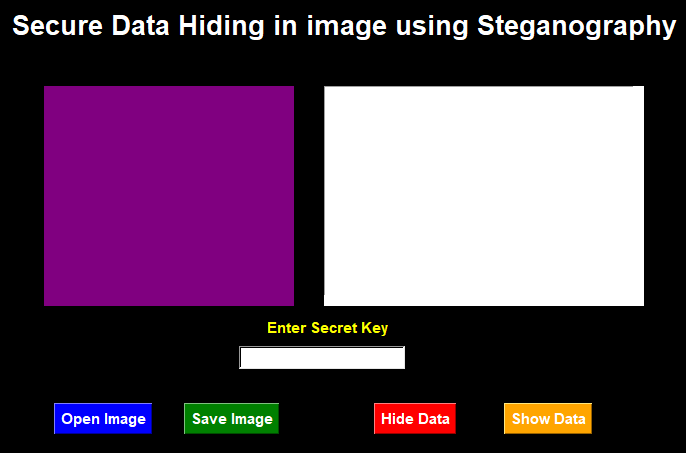 Secure Data Hiding in image using Steganography
Enter Secret Key
Open Image
Save Image
Hide Data
Show Data